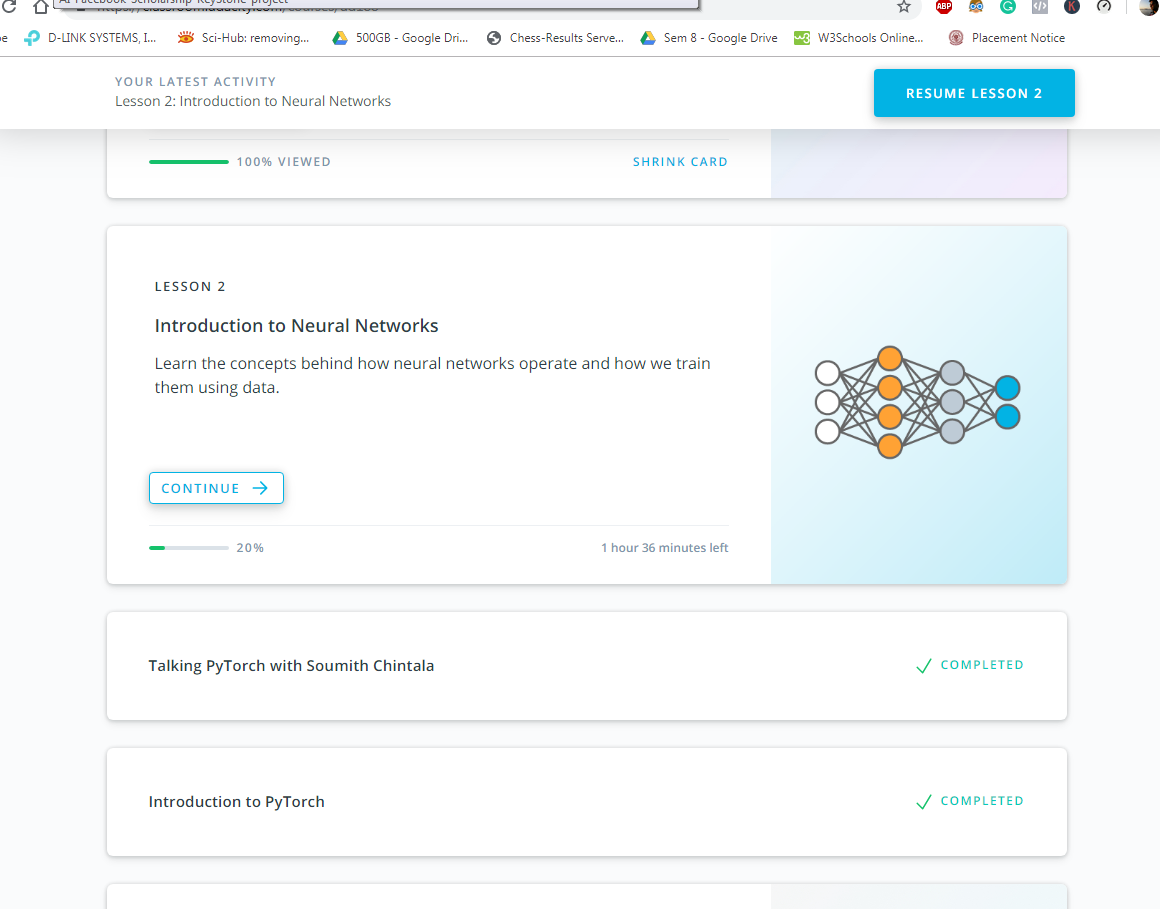 AI-Facebook-Scholarship-KeyStone-project
D-LINK SYSTEMS, I...
Sci-Hub: removing...
500GB - Google Dri...
Chess-Results Serve...
Sem 8 - Google Drive
W3Schools Online...
Placement Notice
YOUR LATEST ACTIVITY
Lesson 2: Introduction to Neural Networks
RESUME LESSON 2
100% VIEWED
SHRINK CARD
LESSON 2
Introduction to Neural Networks
Learn the concepts behind how neural networks operate and how we train
them using data.
CONTINUE
20%
1 hour 36 minutes left
Talking PyTorch with Soumith Chintala
COMPLETED
Introduction to PyTorch
COMPLETED